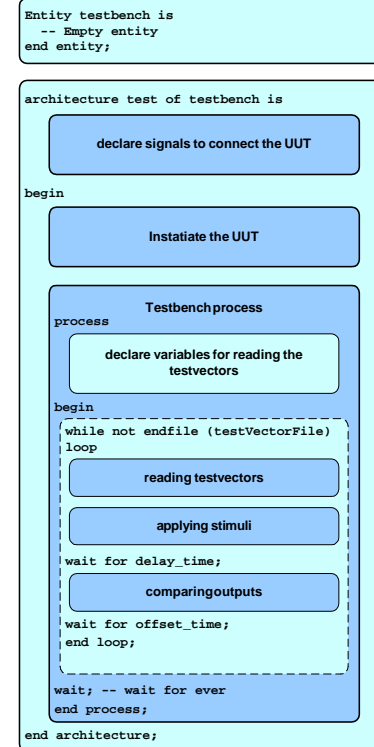 Entity testbench is
-- Empty entity
end entity;
architecture test of testbench is
declare signals to connect the UUT
begin
Instatiate the UUT
Testbench process
process
declare variables for reading the
testvectors
begin
while not endfile (testVectorFile)
loop
reading testvectors
applying stimuli
wait for delay_time;
comparing outputs
wait for offset_time;
end loop;
wait; -- wait for ever
end process;
end architecture;